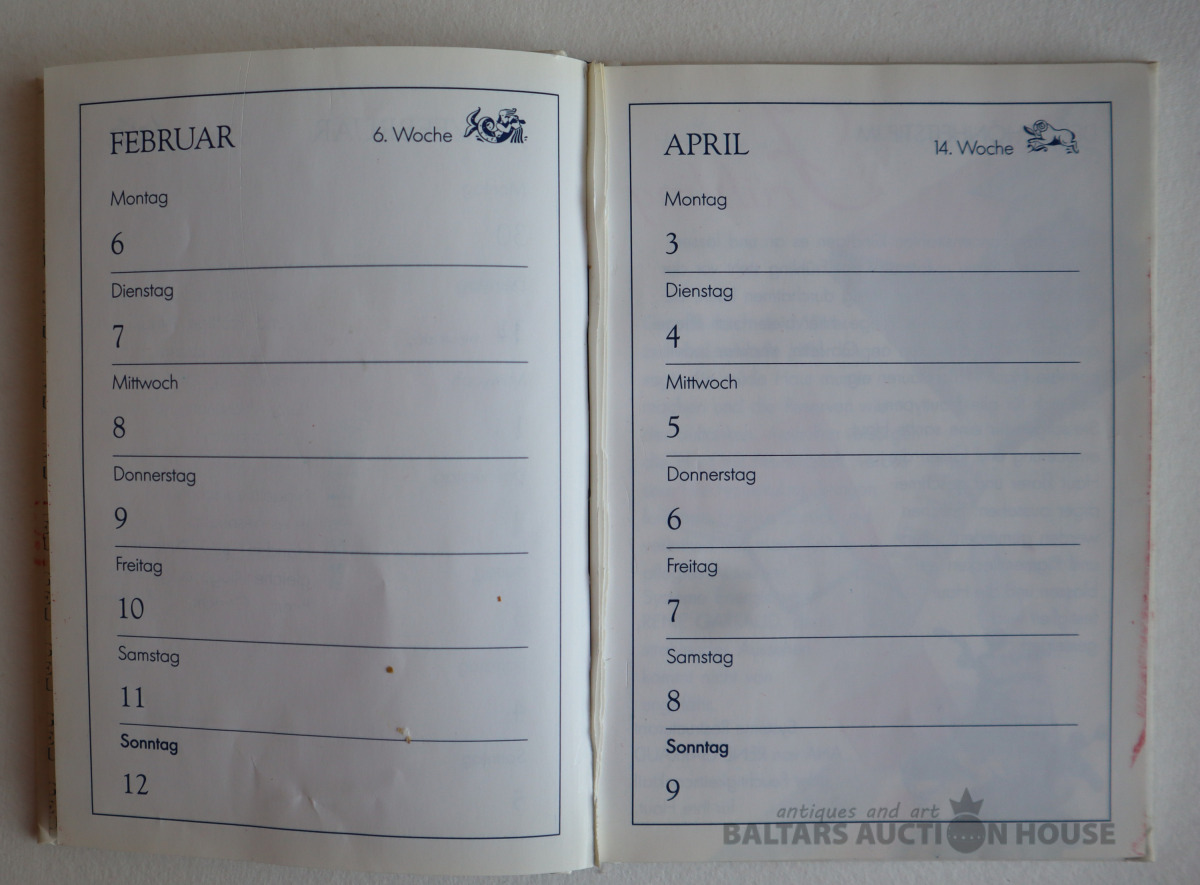 FEBRUAR
6. Woche
Montag
6
Dienstag
7
Mittwoch
8
Donnerstag
9
Freitag
10
Samstag
11
Sonntag
12
APRIL
14. Woche
Montag
3
Dienstag
4
Mittwoch
5
Donnerstag
6
Freitag
7
Samstag
8
Sonntag
9
antiques and art
BALTARS AUCTION HOUSE